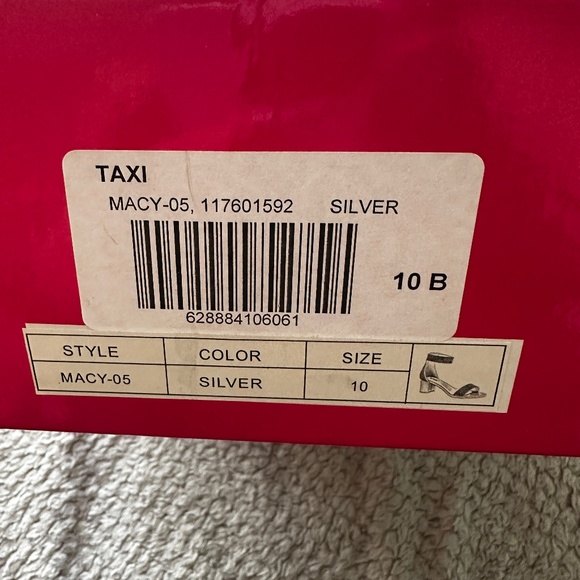 TAXI
MACY-05, 117601592 SILVER
10 B
628884106061
STYLE COLOR SIZE
MACY-05 SILVER 10